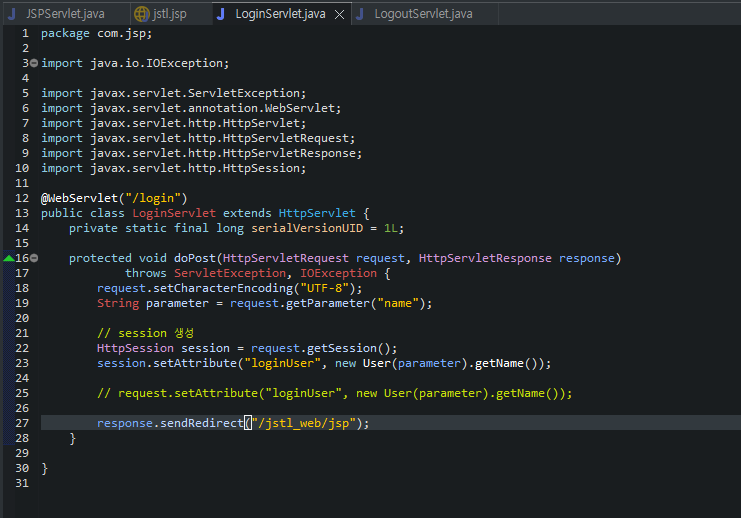 JSPServlet.java jstl.jsp LoginServlet.java LogoutServlet.java
1 package com.jsp;
2
3 import java.io.IOException;
4
5 import javax.servlet.ServletException;
6 import javax.servlet.annotation.WebServlet;
7 import javax.servlet.http.HttpServlet;
8 import javax.servlet.http.HttpServletRequest;
9 import javax.servlet.http.HttpServletResponse;
10 import javax.servlet.http.HttpSession;
11
12 @WebServlet("/login")
13 public class LoginServlet extends HttpServlet {
14 private static final long serialVersionUID = 1L;
15
16 protected void doPost(HttpServletRequest request, HttpServletResponse response)
17 throws ServletException, IOException {
18 request.setCharacterEncoding("UTF-8");
19 String parameter = request.getParameter("name");
20
21 // session 생성
22 HttpSession session = request.getSession();
23 session.setAttribute("loginUser", new User(parameter).getName());
24
25 // request.setAttribute("loginUser", new User(parameter).getName());
26
27 response.sendRedirect("/jstl_web/jsp");
28 }
29
30 }
31